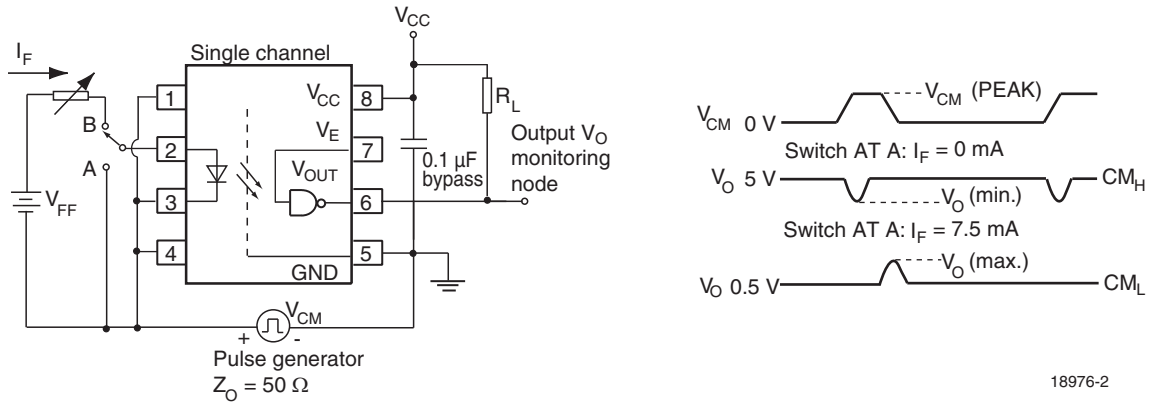 V_CC
Single channel
I_F
B
A
V_FF
1
2
3
4
V_CC
V_E
V_OUT
GND
8
7
6
5
R_L
0.1 µF
bypass
Output V_O
monitoring
node
V_CM
+ -
Pulse generator
Z_O = 50 Ω
V_CM (PEAK)
V_CM 0 V
Switch AT A: I_F = 0 mA
V_O 5 V
CM_H
V_O (min.)
Switch AT A: I_F = 7.5 mA
V_O (max.)
V_O 0.5 V
CM_L
18976-2